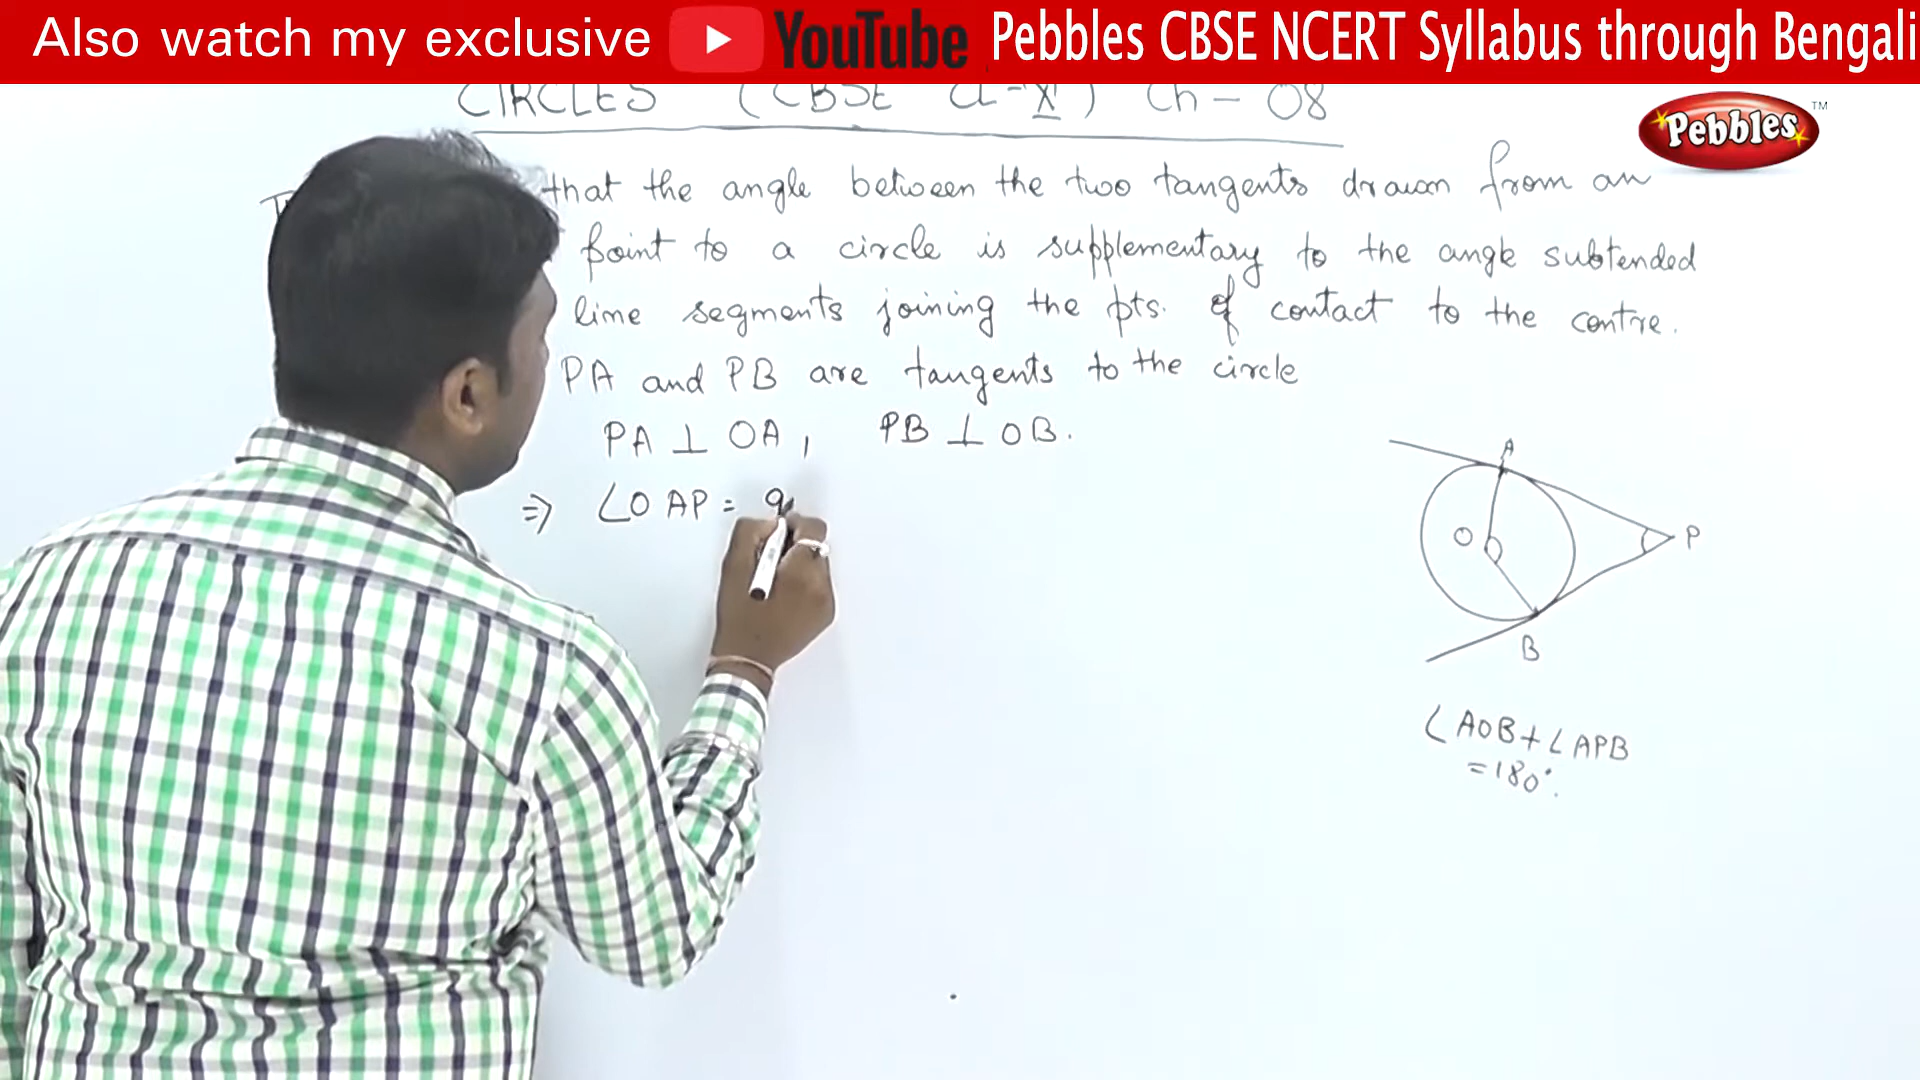 Also watch my exclusive YouTube Pebbles CBSE NCERT Syllabus through Bengali
CIRCLES (CBSE Cl-X) Ch - 08
Pebbles TM
that the angle between the two tangents drawn from an
point to a circle is supplementary to the angle subtended
line segments joining the pts. of contact to the centre.
PA and PB are tangents to the circle
PA ⊥ OA, PB ⊥ OB.
⇒ ∠OAP = 9
A
O
P
B
∠AOB+∠APB
=180°.